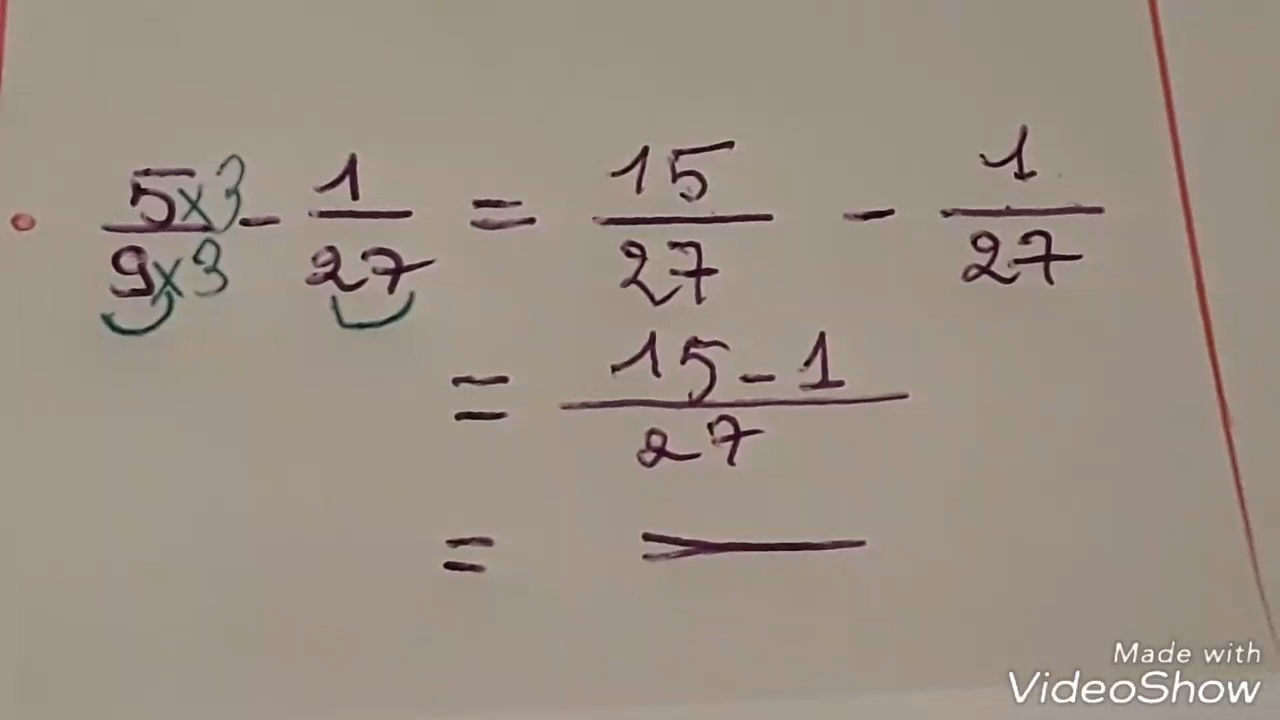 5x3/9x3 - 1/27 = 15/27 - 1/27
= 15-1/27
=
Made with
VideoShow